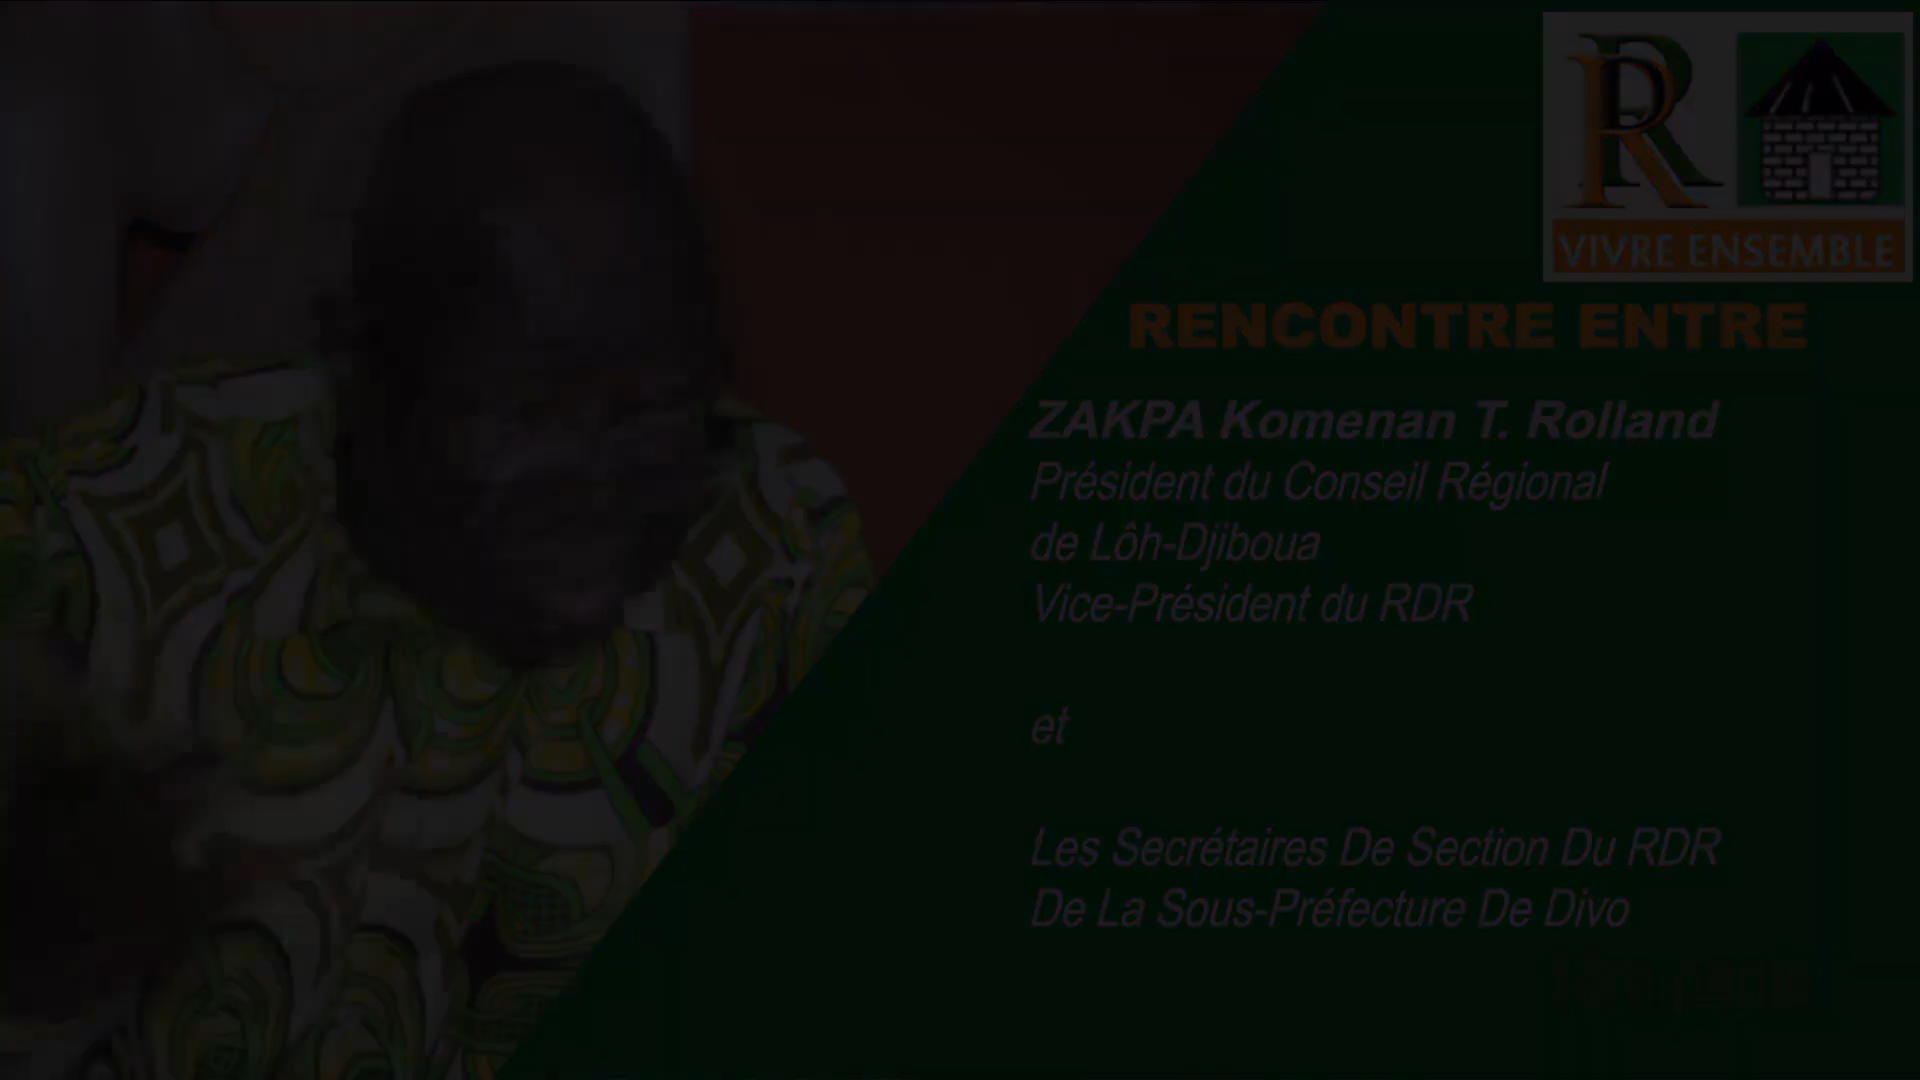 RR
VIVRE ENSEMBLE
RENCONTRE ENTRE
ZAKPA Komenan T. Rolland
Président du Conseil Régional
de Lôh-Djiboua
Vice-Président du RDR
et
Les Secrétaires De Section Du RDR
De La Sous-Préfecture De Divo